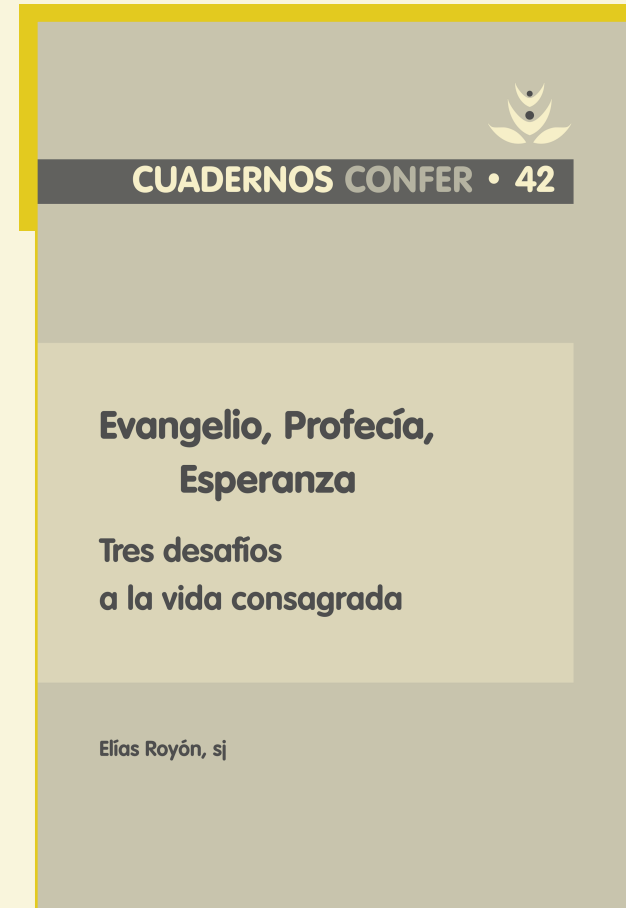 CUADERNOS CONFER • 42
Evangelio, Profecía,
Esperanza
Tres desafíos
a la vida consagrada
Elías Royón, sj